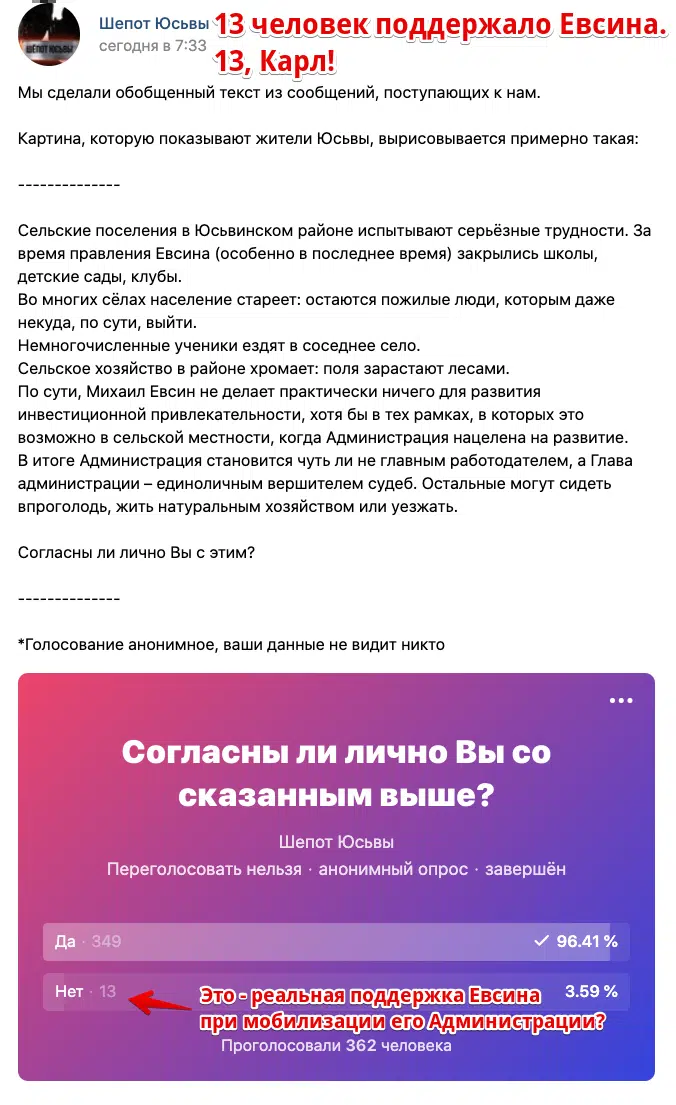 Шепот Юсьвы
сегодня в 7:33
13 человек поддержало Евсина.
13, Карл!
ШЁПОТ ЮСЬВЫ
Мы сделали обобщенный текст из сообщений, поступающих к нам.
Картина, которую показывают жители Юсьвы, вырисовывается примерно такая:
--------------
Сельские поселения в Юсьвинском районе испытывают серьёзные трудности. За
время правления Евсина (особенно в последнее время) закрылись школы,
детские сады, клубы.
Во многих сёлах население стареет: остаются пожилые люди, которым даже
некуда, по сути, выйти.
Немногочисленные ученики ездят в соседнее село.
Сельское хозяйство в районе хромает: поля зарастают лесами.
По сути, Михаил Евсин не делает практически ничего для развития
инвестиционной привлекательности, хотя бы в тех рамках, в которых это
возможно в сельской местности, когда Администрация нацелена на развитие.
В итоге Администрация становится чуть ли не главным работодателем, а Глава
администрации – единоличным вершителем судеб. Остальные могут сидеть
впроголодь, жить натуральным хозяйством или уезжать.
Согласны ли лично Вы с этим?
--------------
*Голосование анонимное, ваши данные не видит никто
Согласны ли лично Вы со
сказанным выше?
Шепот Юсьвы
Переголосовать нельзя · анонимный опрос · завершён
Да · 349 96.41 %
Нет · 13 3.59 %
Это - реальная поддержка Евсина
при мобилизации его Администрации?
Проголосовали 362 человека